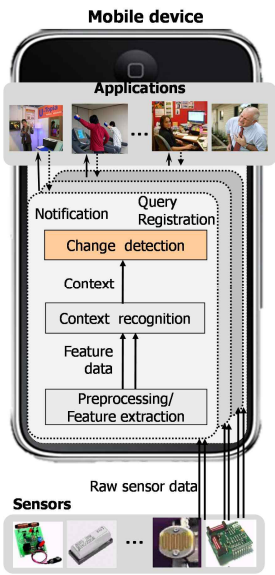 Mobile device
Applications
...
Notification
Query
Registration
Change detection
Context
Context recognition
Feature
data
Preprocessing/
Feature extraction
Raw sensor data
Sensors
...